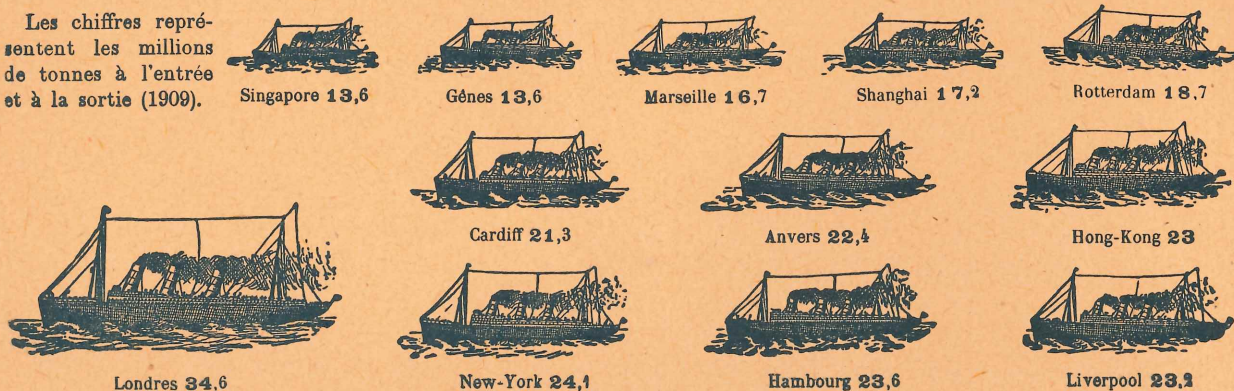 Les chiffres repré-
sentent les millions
de tonnes à l'entrée
et à la sortie (1909).
Singapore 13,6
Gênes 13,6
Marseille 16,7
Shanghai 17,2
Rotterdam 18,7
Cardiff 21,3
Anvers 22,4
Hong-Kong 23
Londres 34,6
New-York 24,1
Hambourg 23,6
Liverpool 23,2